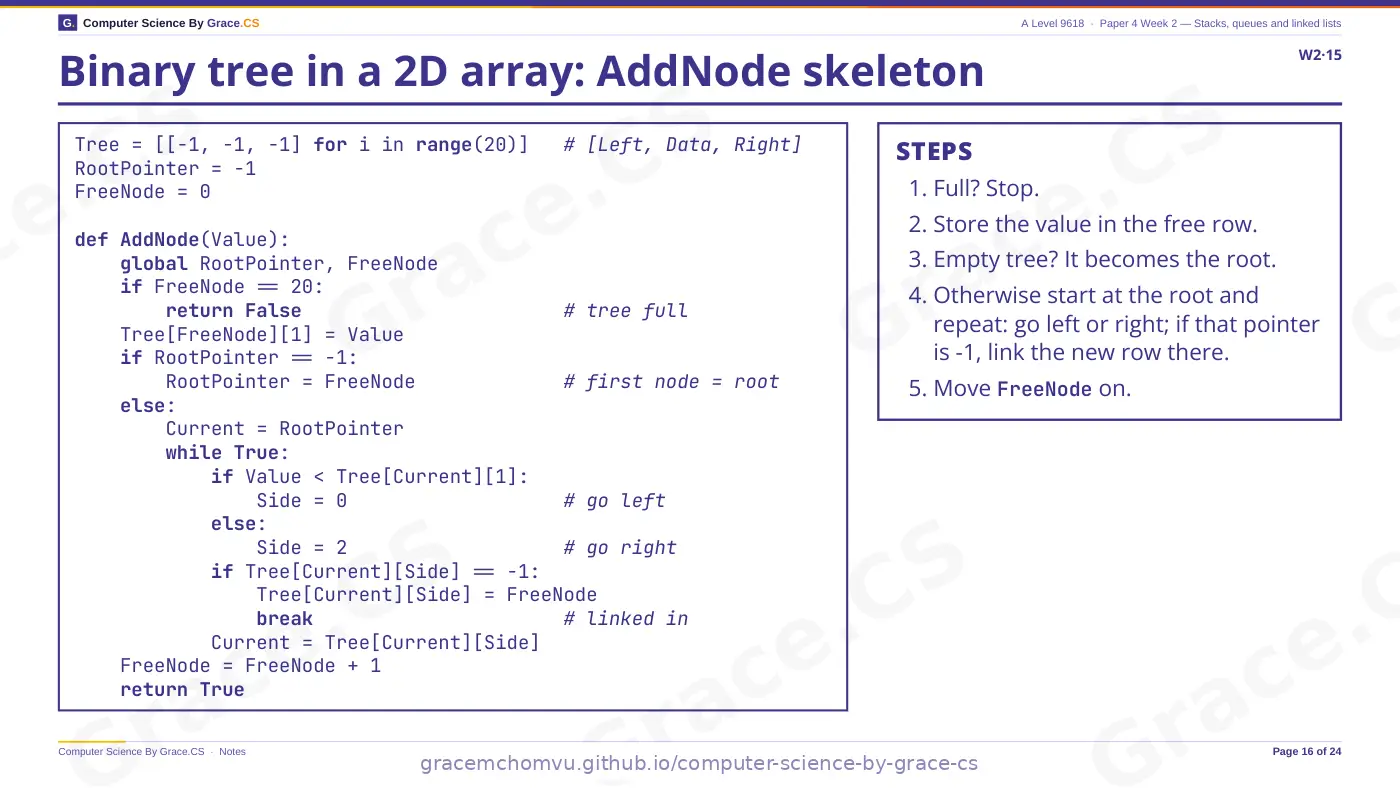 G. Computer Science By Grace.CS
A Level 9618 · Paper 4 Week 2 — Stacks, queues and linked lists
Binary tree in a 2D array: AddNode skeleton
W2·15
Tree = [[-1, -1, -1] for i in range(20)]   # [Left, Data, Right]
RootPointer = -1
FreeNode = 0
def AddNode(Value):
    global RootPointer, FreeNode
    if FreeNode == 20:
        return False                       # tree full
    Tree[FreeNode][1] = Value
    if RootPointer == -1:
        RootPointer = FreeNode             # first node = root
    else:
        Current = RootPointer
        while True:
            if Value < Tree[Current][1]:
                Side = 0                   # go left
            else:
                Side = 2                   # go right
            if Tree[Current][Side] == -1:
                Tree[Current][Side] = FreeNode
                break                      # linked in
            Current = Tree[Current][Side]
    FreeNode = FreeNode + 1
    return True
STEPS
1. Full? Stop.
2. Store the value in the free row.
3. Empty tree? It becomes the root.
4. Otherwise start at the root and
repeat: go left or right; if that pointer
is -1, link the new row there.
5. Move FreeNode on.
Computer Science By Grace.CS · Notes
gracemchomvu.github.io/computer-science-by-grace-cs
Page 16 of 24
Grace.CS